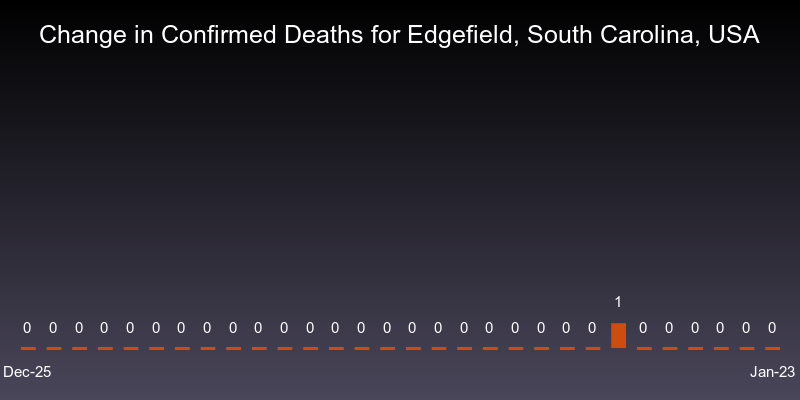 Change in Confirmed Deaths for Edgefield, South Carolina, USA
1
0 0 0 0 0 0 0 0 0 0 0 0 0 0 0 0 0 0 0 0 0 0 0 0 0 0 0 0 0
Dec-25 Jan-23